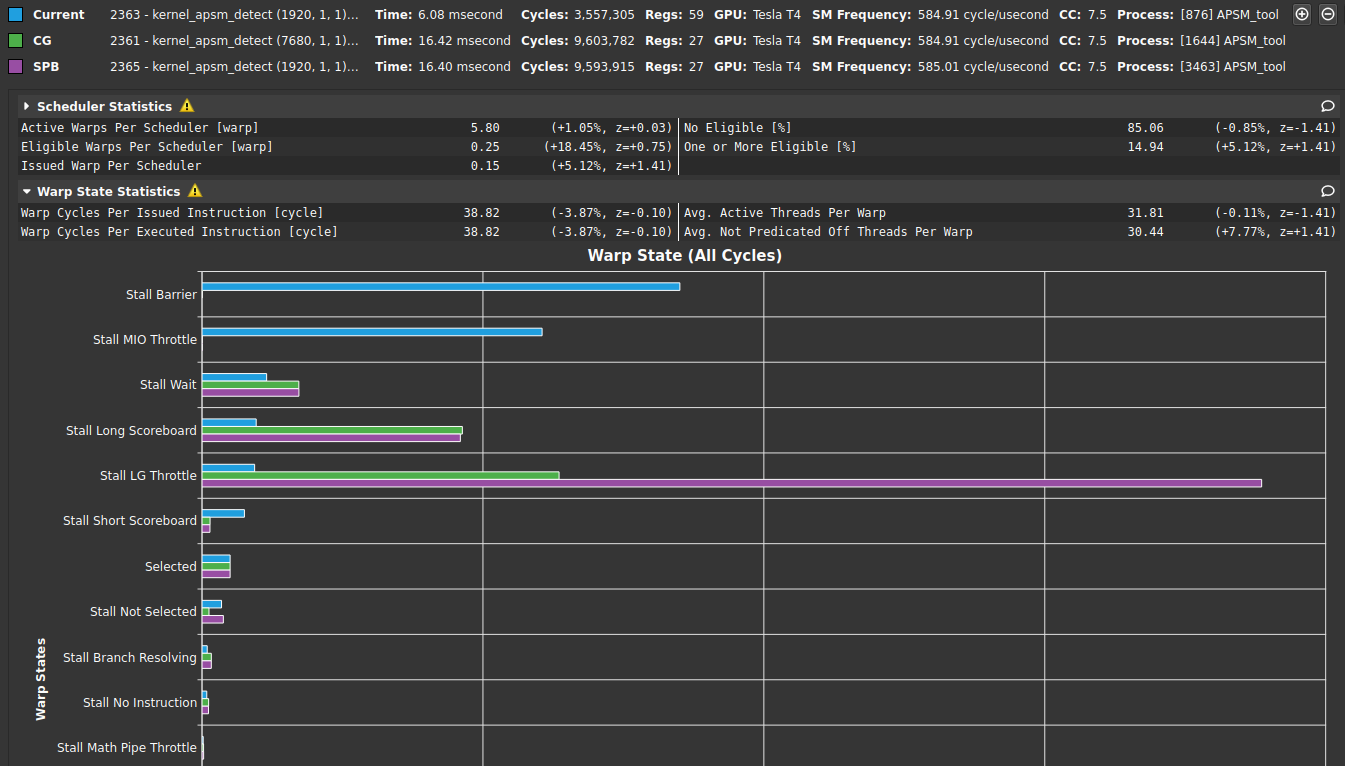 Current 2363 - kernel_apsm_detect (1920, 1, 1)... Time: 6.08 msecond Cycles: 3,557,305 Regs: 59 GPU: Tesla T4 SM Frequency: 584.91 cycle/usecond CC: 7.5 Process: [876] APSM_tool
CG 2361 - kernel_apsm_detect (7680, 1, 1)... Time: 16.42 msecond Cycles: 9,603,782 Regs: 27 GPU: Tesla T4 SM Frequency: 584.91 cycle/usecond CC: 7.5 Process: [1644] APSM_tool
SPB 2365 - kernel_apsm_detect (1920, 1, 1)... Time: 16.40 msecond Cycles: 9,593,915 Regs: 27 GPU: Tesla T4 SM Frequency: 585.01 cycle/usecond CC: 7.5 Process: [3463] APSM_tool
Scheduler Statistics
Active Warps Per Scheduler [warp] 5.80 (+1.05%, z=+0.03) No Eligible [%] 85.06 (-0.85%, z=-1.41)
Eligible Warps Per Scheduler [warp] 0.25 (+18.45%, z=+0.75) One or More Eligible [%] 14.94 (+5.12%, z=+1.41)
Issued Warp Per Scheduler 0.15 (+5.12%, z=+1.41)
Warp State Statistics
Warp Cycles Per Issued Instruction [cycle] 38.82 (-3.87%, z=-0.10) Avg. Active Threads Per Warp 31.81 (-0.11%, z=-1.41)
Warp Cycles Per Executed Instruction [cycle] 38.82 (-3.87%, z=-0.10) Avg. Not Predicated Off Threads Per Warp 30.44 (+7.77%, z=+1.41)
Warp State (All Cycles)
Stall Barrier
Stall MIO Throttle
Stall Wait
Stall Long Scoreboard
Stall LG Throttle
Stall Short Scoreboard
Selected
Stall Not Selected
Stall Branch Resolving
Stall No Instruction
Stall Math Pipe Throttle
Warp States